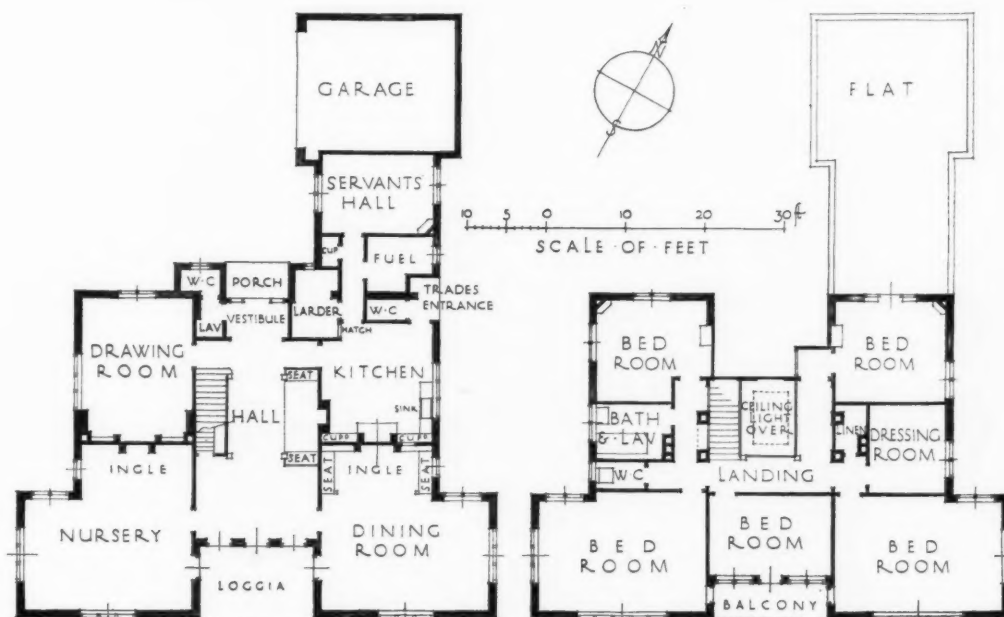 GARAGE
SERVANTS'
HALL
CUP
FUEL
W·C
PORCH
LARDER
TRADES
ENTRANCE
W·C
LAV
VESTIBULE
HATCH
DRAWING
ROOM
SEAT
KITCHEN
HALL
SINK
CUPD
CUPD
INGLE
SEAT
SEAT
INGLE
SEAT
NURSERY
DINING
ROOM
LOGGIA
N
S
10 5 0 10 20 30 ft
SCALE·OF·FEET
FLAT
BED
ROOM
BED
ROOM
BATH
& LAV
CEILING
LIGHT
OVER
LINEN
DRESSING
ROOM
W·C
LANDING
BED
ROOM
BED
ROOM
BED
ROOM
BALCONY